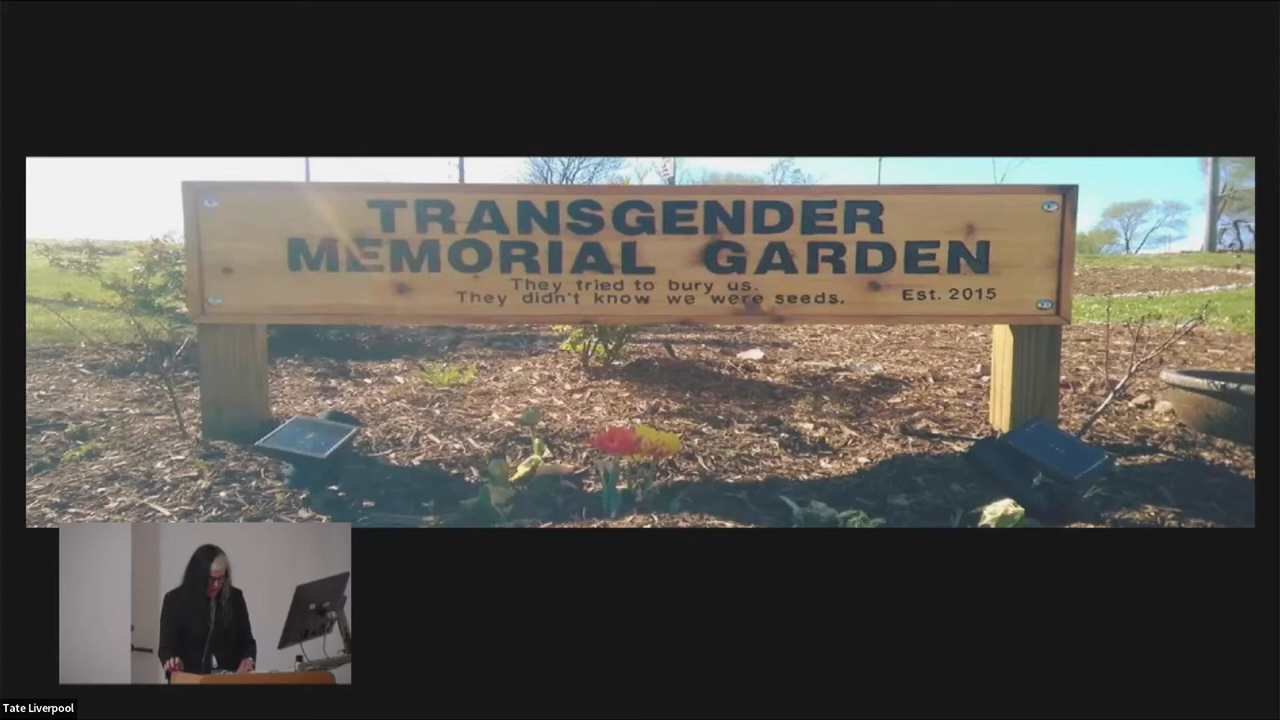 TRANSGENDER
MEMORIAL GARDEN
They tried to bury us.
They didn't know we were seeds.
Est. 2015
Tate Liverpool